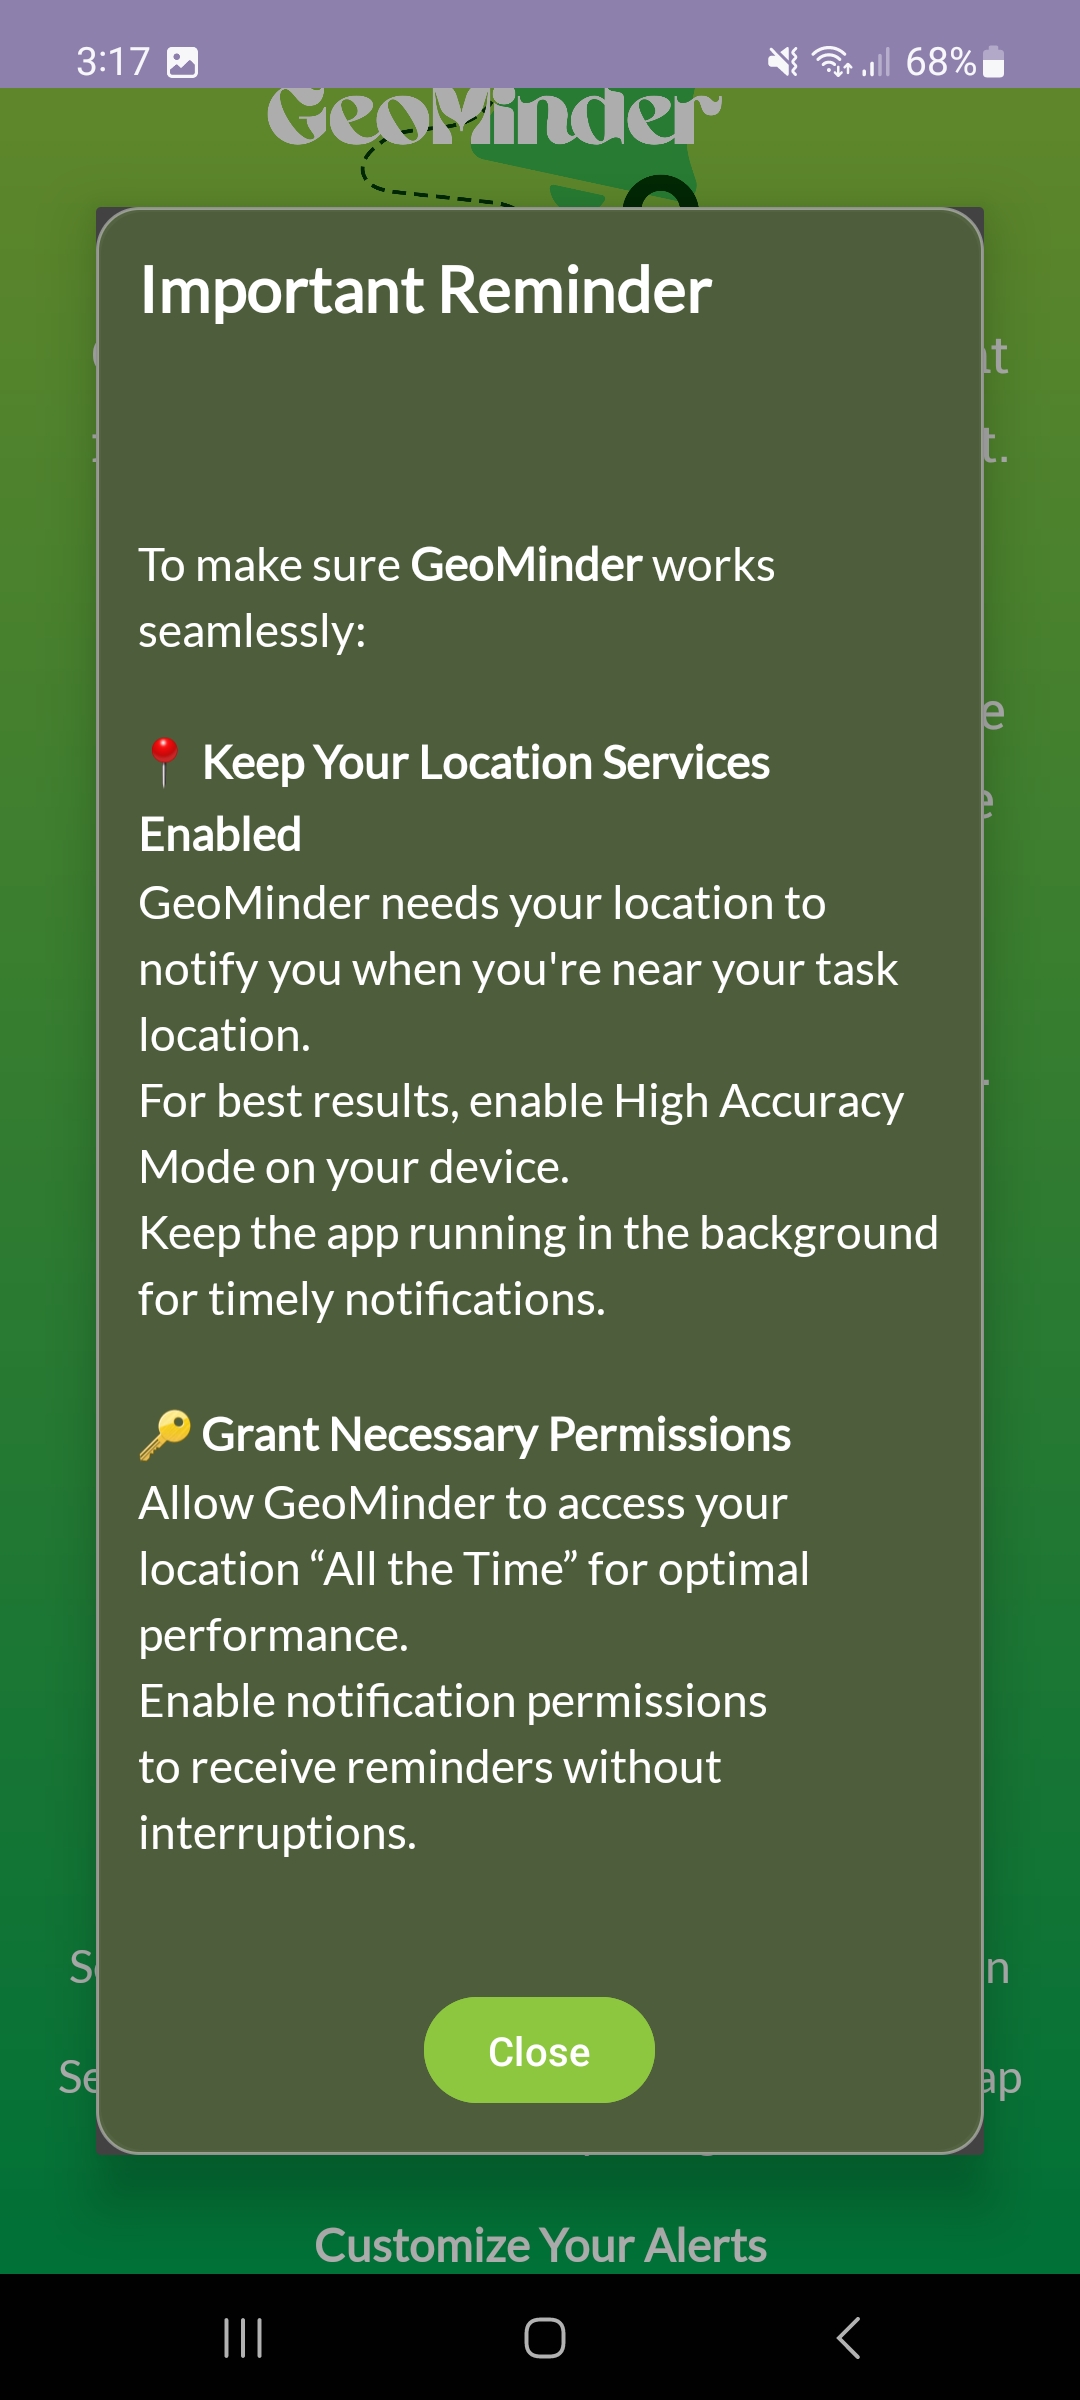 3:17
68%
GeoMinder
Important Reminder
To make sure GeoMinder works
seamlessly:
📍 Keep Your Location Services
Enabled
GeoMinder needs your location to
notify you when you're near your task
location.
For best results, enable High Accuracy
Mode on your device.
Keep the app running in the background
for timely notifications.
🔑 Grant Necessary Permissions
Allow GeoMinder to access your
location “All the Time” for optimal
performance.
Enable notification permissions
to receive reminders without
interruptions.
Close
Customize Your Alerts